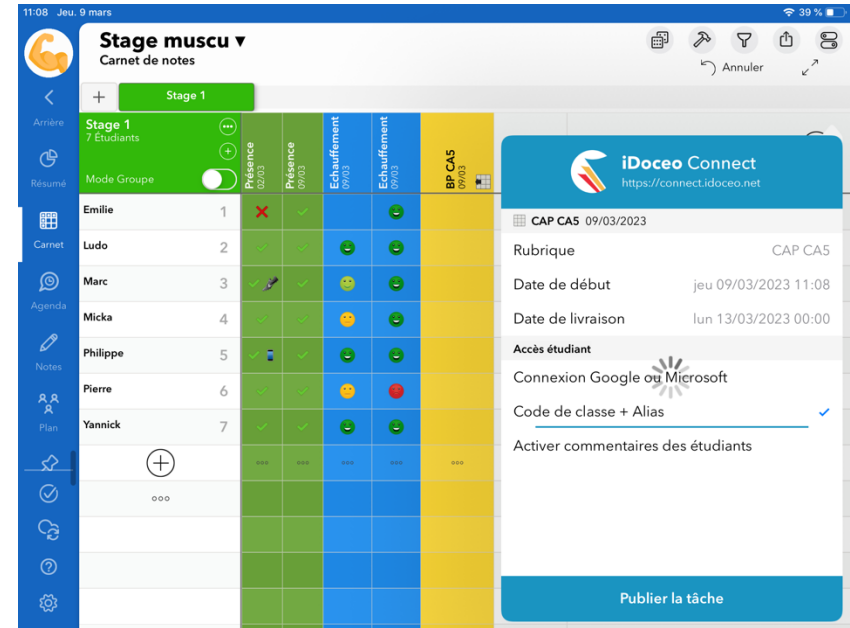 11:08 Jeu. 9 mars
39 %
Stage muscu ▼
Carnet de notes
Annuler
Arrière
Résumé
Carnet
Agenda
Notes
Plan
+ Stage 1
Stage 1
7 Étudiants
Mode Groupe
Présence
02/03
Présence
09/03
Echauffement
09/03
Echauffement
09/03
BP CA5
09/03
Emilie 1
Ludo 2
Marc 3
Micka 4
Philippe 5
Pierre 6
Yannick 7
iDoceo Connect
https://connect.idoceo.net
CAP CA5 09/03/2023
Rubrique CAP CA5
Date de début jeu 09/03/2023 11:08
Date de livraison lun 13/03/2023 00:00
Accès étudiant
Connexion Google ou Microsoft
Code de classe + Alias
Activer commentaires des étudiants
Publier la tâche